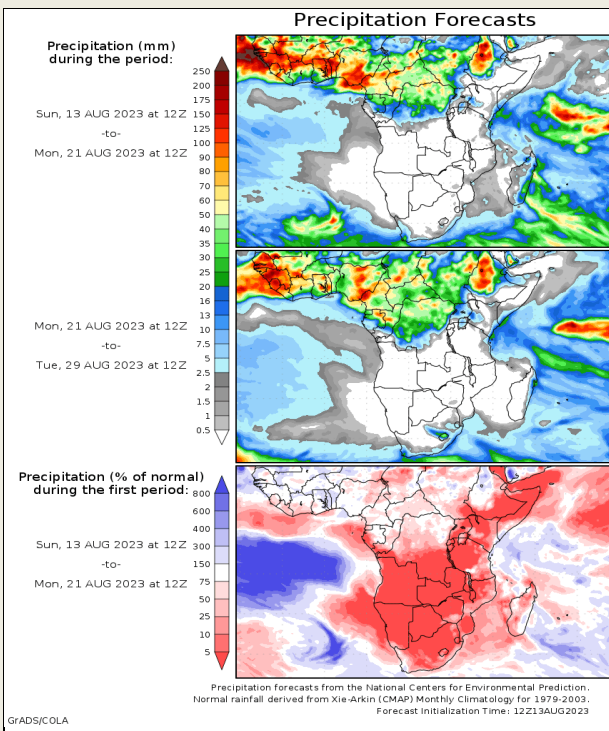 Precipitation Forecasts
Precipitation (mm)
during the period:
Sun, 13 AUG 2023 at 12Z
-to-
Mon, 21 AUG 2023 at 12Z
250
200
175
150
125
100
90
80
70
60
50
40
35
30
25
20
16
13
10
7.5
5
2.5
2
1.5
1
0.5
Mon, 21 AUG 2023 at 12Z
-to-
Tue, 29 AUG 2023 at 12Z
Precipitation (% of normal)
during the first period:
Sun, 13 AUG 2023 at 12Z
-to-
Mon, 21 AUG 2023 at 12Z
800
600
400
300
150
75
50
25
10
5
Precipitation forecasts from the National Centers for Environmental Prediction.
Normal rainfall derived from Xie-Arkin (CMAP) Monthly Climatology for 1979-2003.
Forecast Initialization Time: 12Z13AUG2023
GrADS/COLA